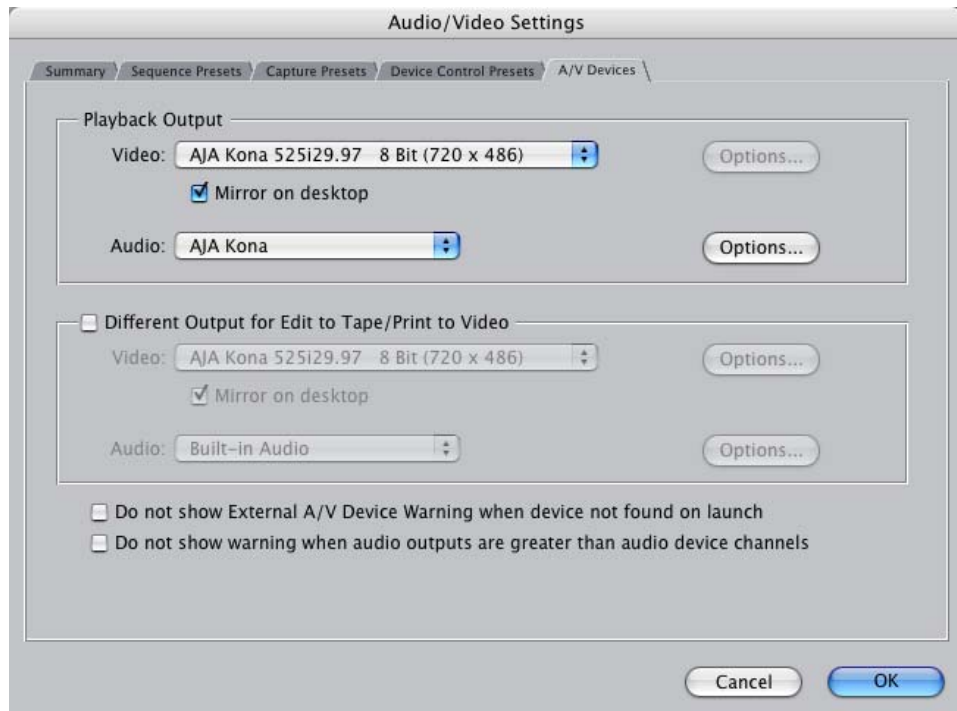 Audio/Video Settings
Summary
Sequence Presets
Capture Presets
Device Control Presets
A/V Devices
Playback Output
Video: AJA Kona 525i29.97 8 Bit (720 x 486) Options...
Mirror on desktop
Audio: AJA Kona Options...
Different Output for Edit to Tape/Print to Video
Video: AJA Kona 525i29.97 8 Bit (720 x 486) Options...
Mirror on desktop
Audio: Built-in Audio Options...
Do not show External A/V Device Warning when device not found on launch
Do not show warning when audio outputs are greater than audio device channels
Cancel OK